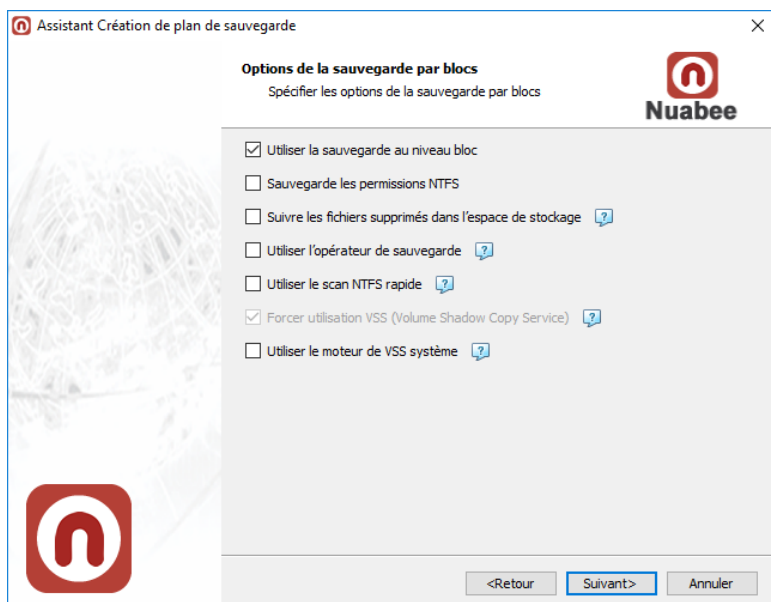 Assistant Création de plan de sauvegarde
Options de la sauvegarde par blocs
Spécifier les options de la sauvegarde par blocs
Nuabee
Utiliser la sauvegarde au niveau bloc
Sauvegarde les permissions NTFS
Suivre les fichiers supprimés dans l'espace de stockage
Utiliser l'opérateur de sauvegarde
Utiliser le scan NTFS rapide
Forcer utilisation VSS (Volume Shadow Copy Service)
Utiliser le moteur de VSS système
<Retour Suivant> Annuler